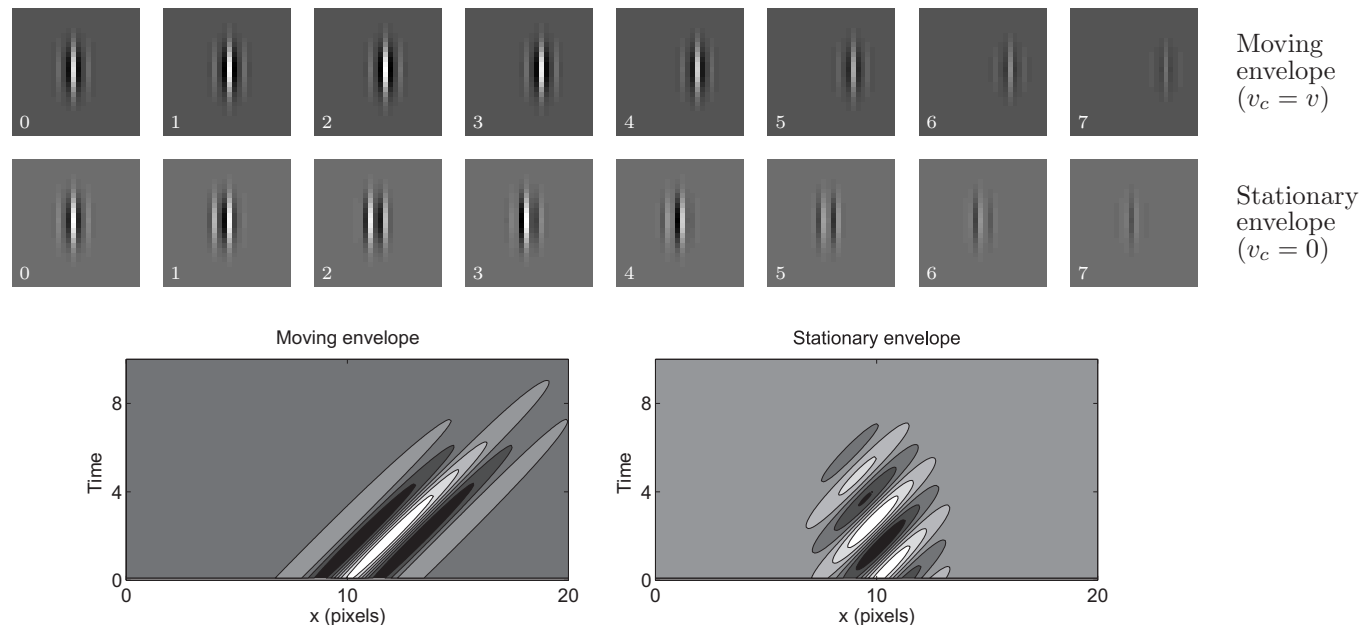 0 1 2 3 4 5 6 7
Moving
envelope
(v_c = v)
0 1 2 3 4 5 6 7
Stationary
envelope
(v_c = 0)
Moving envelope
8
4
0
Time
0 10 20
x (pixels)
Stationary envelope
8
4
0
Time
0 10 20
x (pixels)